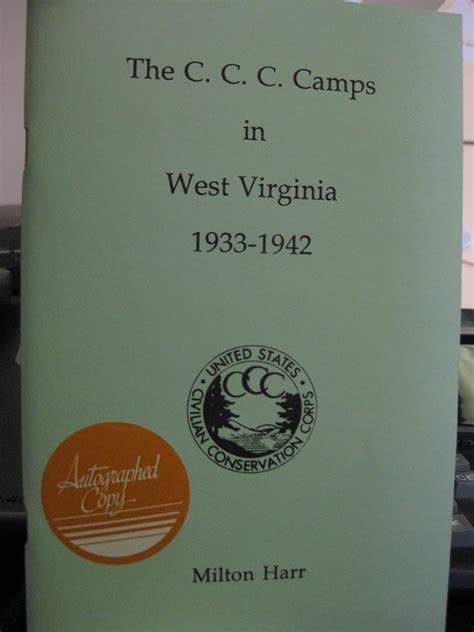 The C. C. C. Camps
in
West Virginia
1933-1942
UNITED STATES
CCC
CIVILIAN CONSERVATION CORPS
Autographed
Copy
Milton Harr